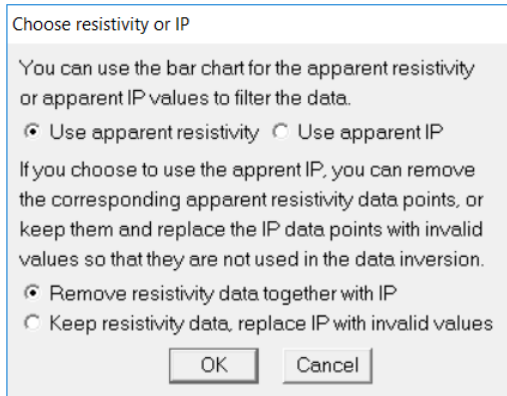 Choose resistivity or IP
You can use the bar chart for the apparent resistivity
or apparent IP values to filter the data.
Use apparent resistivity Use apparent IP
If you choose to use the apprent IP, you can remove
the corresponding apparent resistivity data points, or
keep them and replace the IP data points with invalid
values so that they are not used in the data inversion.
Remove resistivity data together with IP
Keep resistivity data, replace IP with invalid values
OK Cancel